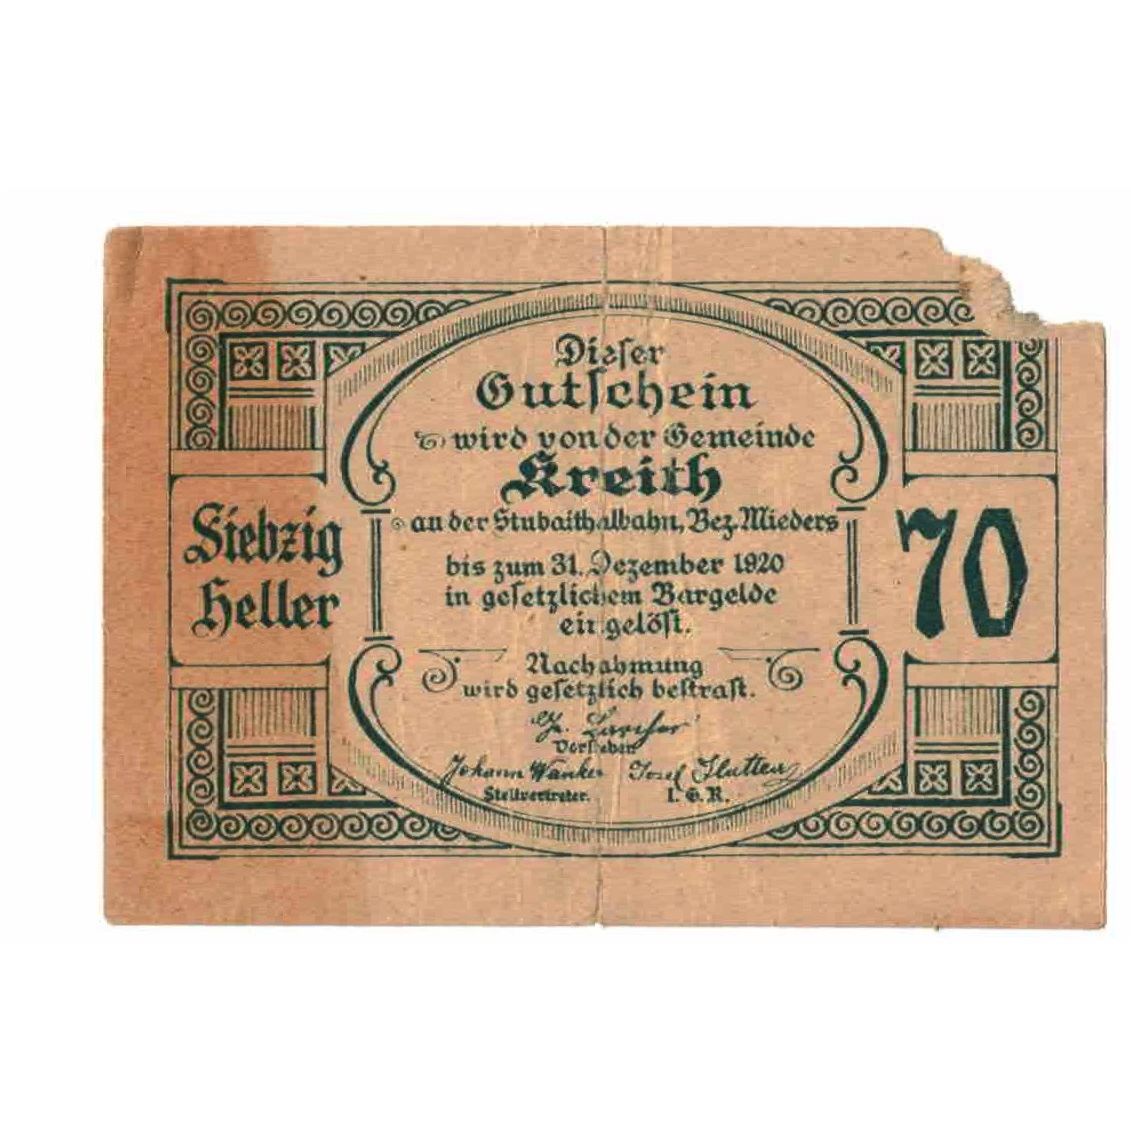 Dieser
Gutschein
wird von der Gemeinde
Kreith
an der Stubaithalbahn, Bez. Mieders
bis zum 31. Dezember 1920
in gesetzlichem Bargelde
eingelöst.
Nachahmung
wird gesetzlich bestraft.
Siebzig
Heller
70
Vorsteher
Johann Wanker Josef
Stellvertreter. I. G. R.